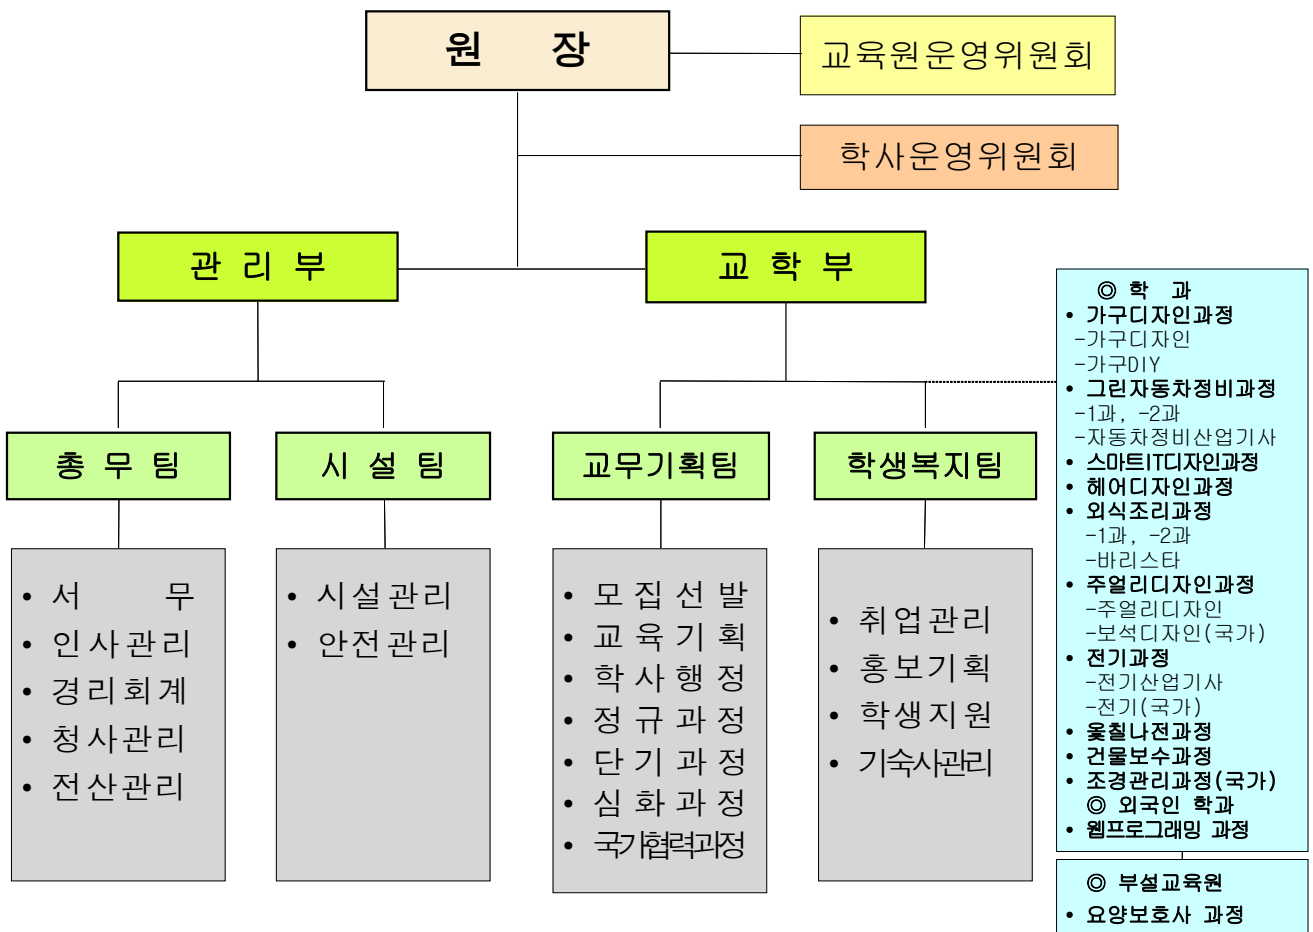 원 장
교육원운영위원회
학사운영위원회
관 리 부
교 학 부
총 무 팀
시 설 팀
교무기획팀
학생복지팀
• 서 무
• 인사관리
• 경리회계
• 청사관리
• 전산관리
• 시설관리
• 안전관리
• 모집선발
• 교육기획
• 학사행정
• 정규과정
• 단기과정
• 심화과정
• 국가협력과정
• 취업관리
• 홍보기획
• 학생지원
• 기숙사관리
◎ 학 과
• 가구디자인과정
-가구디자인
-가구DIY
• 그린자동차정비과정
-1과, -2과
-자동차정비산업기사
• 스마트IT디자인과정
• 헤어디자인과정
• 외식조리과정
-1과, -2과
-바리스타
• 주얼리디자인과정
-주얼리디자인
-보석디자인(국가)
• 전기과정
-전기산업기사
-전기(국가)
• 옻칠나전과정
• 건물보수과정
• 조경관리과정(국가)
◎ 외국인 학과
• 웹프로그래밍 과정
◎ 부설교육원
• 요양보호사 과정